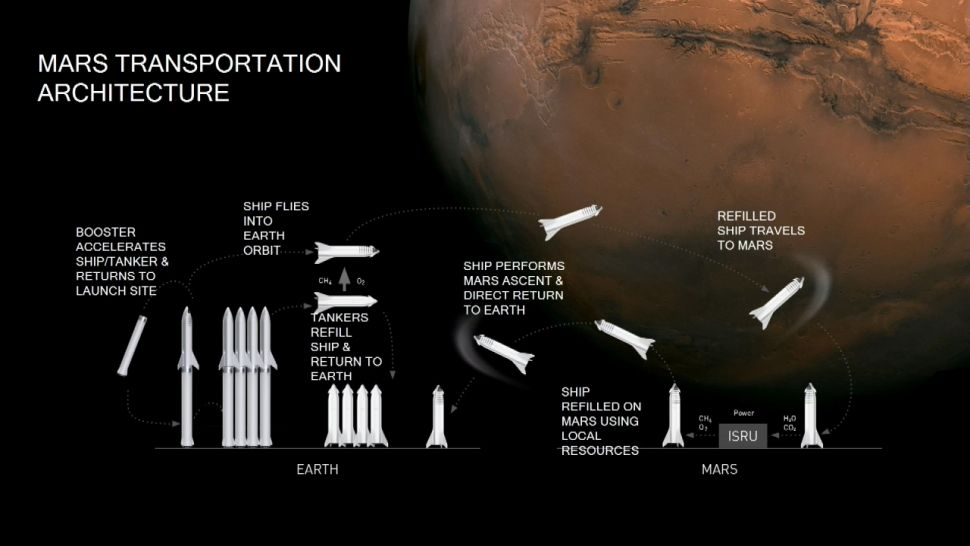 MARS TRANSPORTATION
ARCHITECTURE
BOOSTER
ACCELERATES
SHIP/TANKER &
RETURNS TO
LAUNCH SITE
SHIP FLIES
INTO
EARTH
ORBIT
CH₄ O₂
TANKERS
REFILL
SHIP &
RETURN TO
EARTH
SHIP PERFORMS
MARS ASCENT &
DIRECT RETURN
TO EARTH
REFILLED
SHIP TRAVELS
TO MARS
SHIP
REFILLED ON
MARS USING
LOCAL
RESOURCES
CH₄
O₂
Power
ISRU
H₂O
CO₂
EARTH
MARS